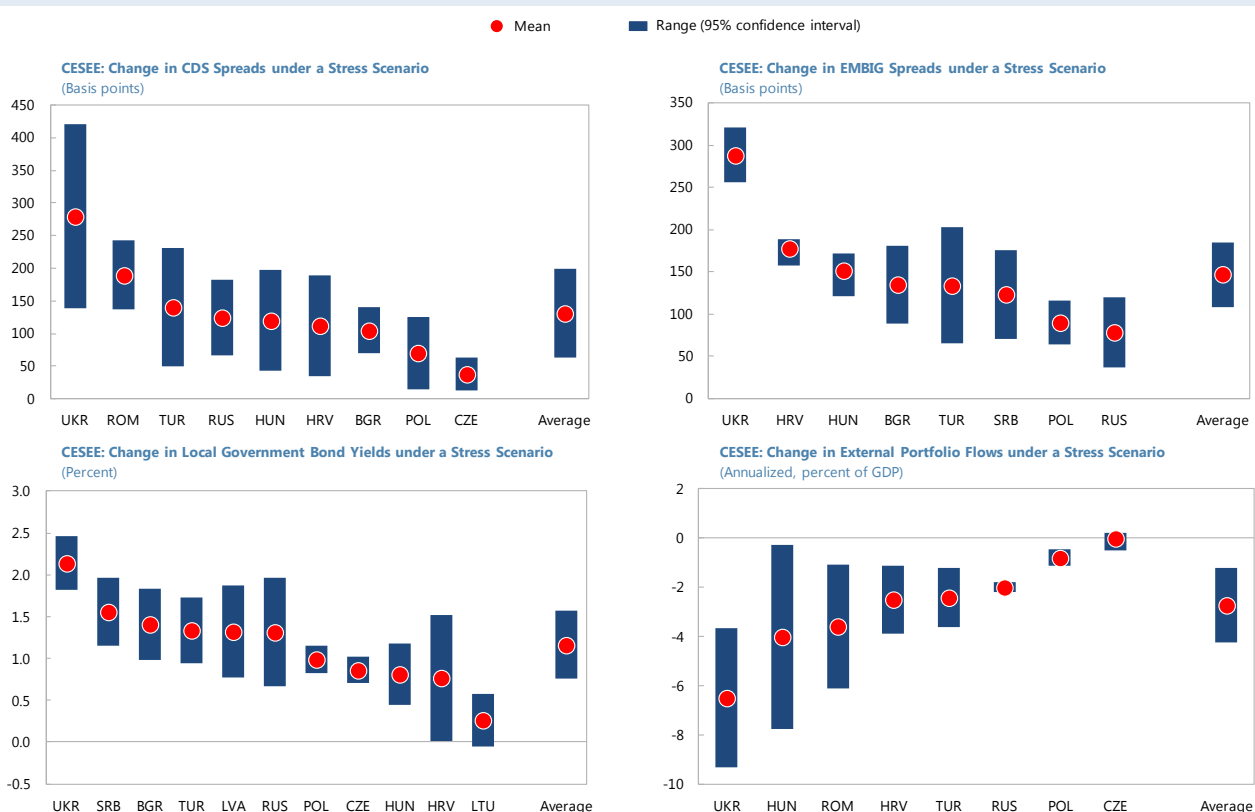 Mean Range (95% confidence interval)
CESEE: Change in CDS Spreads under a Stress Scenario
(Basis points)
450
400
350
300
250
200
150
100
50
0
UKR ROM TUR RUS HUN HRV BGR POL CZE Average
CESEE: Change in EMBIG Spreads under a Stress Scenario
(Basis points)
350
300
250
200
150
100
50
0
UKR HRV HUN BGR TUR SRB POL RUS Average
CESEE: Change in Local Government Bond Yields under a Stress Scenario
(Percent)
3.0
2.5
2.0
1.5
1.0
0.5
0.0
-0.5
UKR SRB BGR TUR LVA RUS POL CZE HUN HRV LTU Average
CESEE: Change in External Portfolio Flows under a Stress Scenario
(Annualized, percent of GDP)
2
0
-2
-4
-6
-8
-10
UKR HUN ROM HRV TUR RUS POL CZE Average